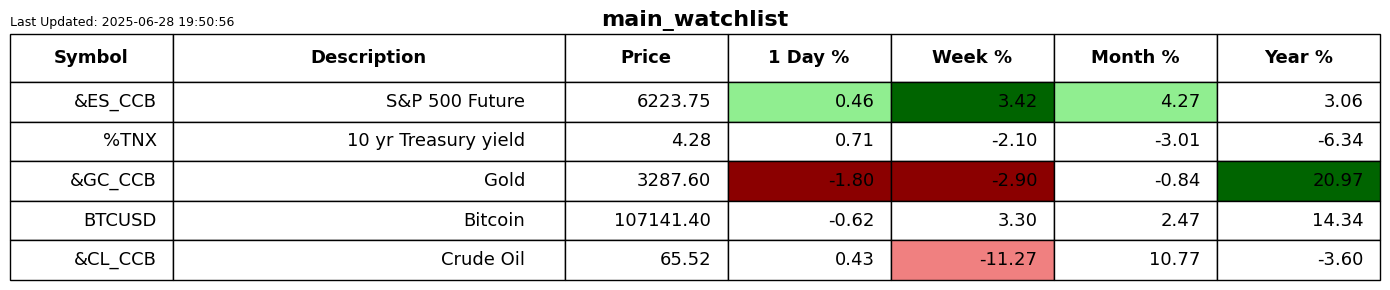 Last Updated: 2025-06-28 19:50:56
main_watchlist
Symbol Description Price 1 Day % Week % Month % Year %
&ES_CCB S&P 500 Future 6223.75 0.46 3.42 4.27 3.06
%TNX 10 yr Treasury yield 4.28 0.71 -2.10 -3.01 -6.34
&GC_CCB Gold 3287.60 -1.80 -2.90 -0.84 20.97
BTCUSD Bitcoin 107141.40 -0.62 3.30 2.47 14.34
&CL_CCB Crude Oil 65.52 0.43 -11.27 10.77 -3.60